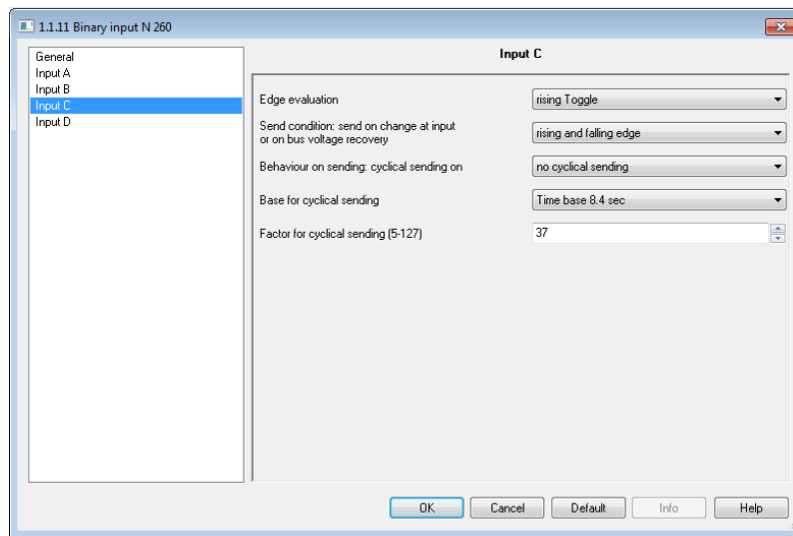 1.1.11 Binary input N 260
General
Input A
Input B
Input C
Input D
Input C
Edge evaluation
rising Toggle
Send condition: send on change at input
or on bus voltage recovery
rising and falling edge
Behaviour on sending: cyclical sending on
no cyclical sending
Base for cyclical sending
Time base 8.4 sec
Factor for cyclical sending (5-127)
37
OK
Cancel
Default
Info
Help